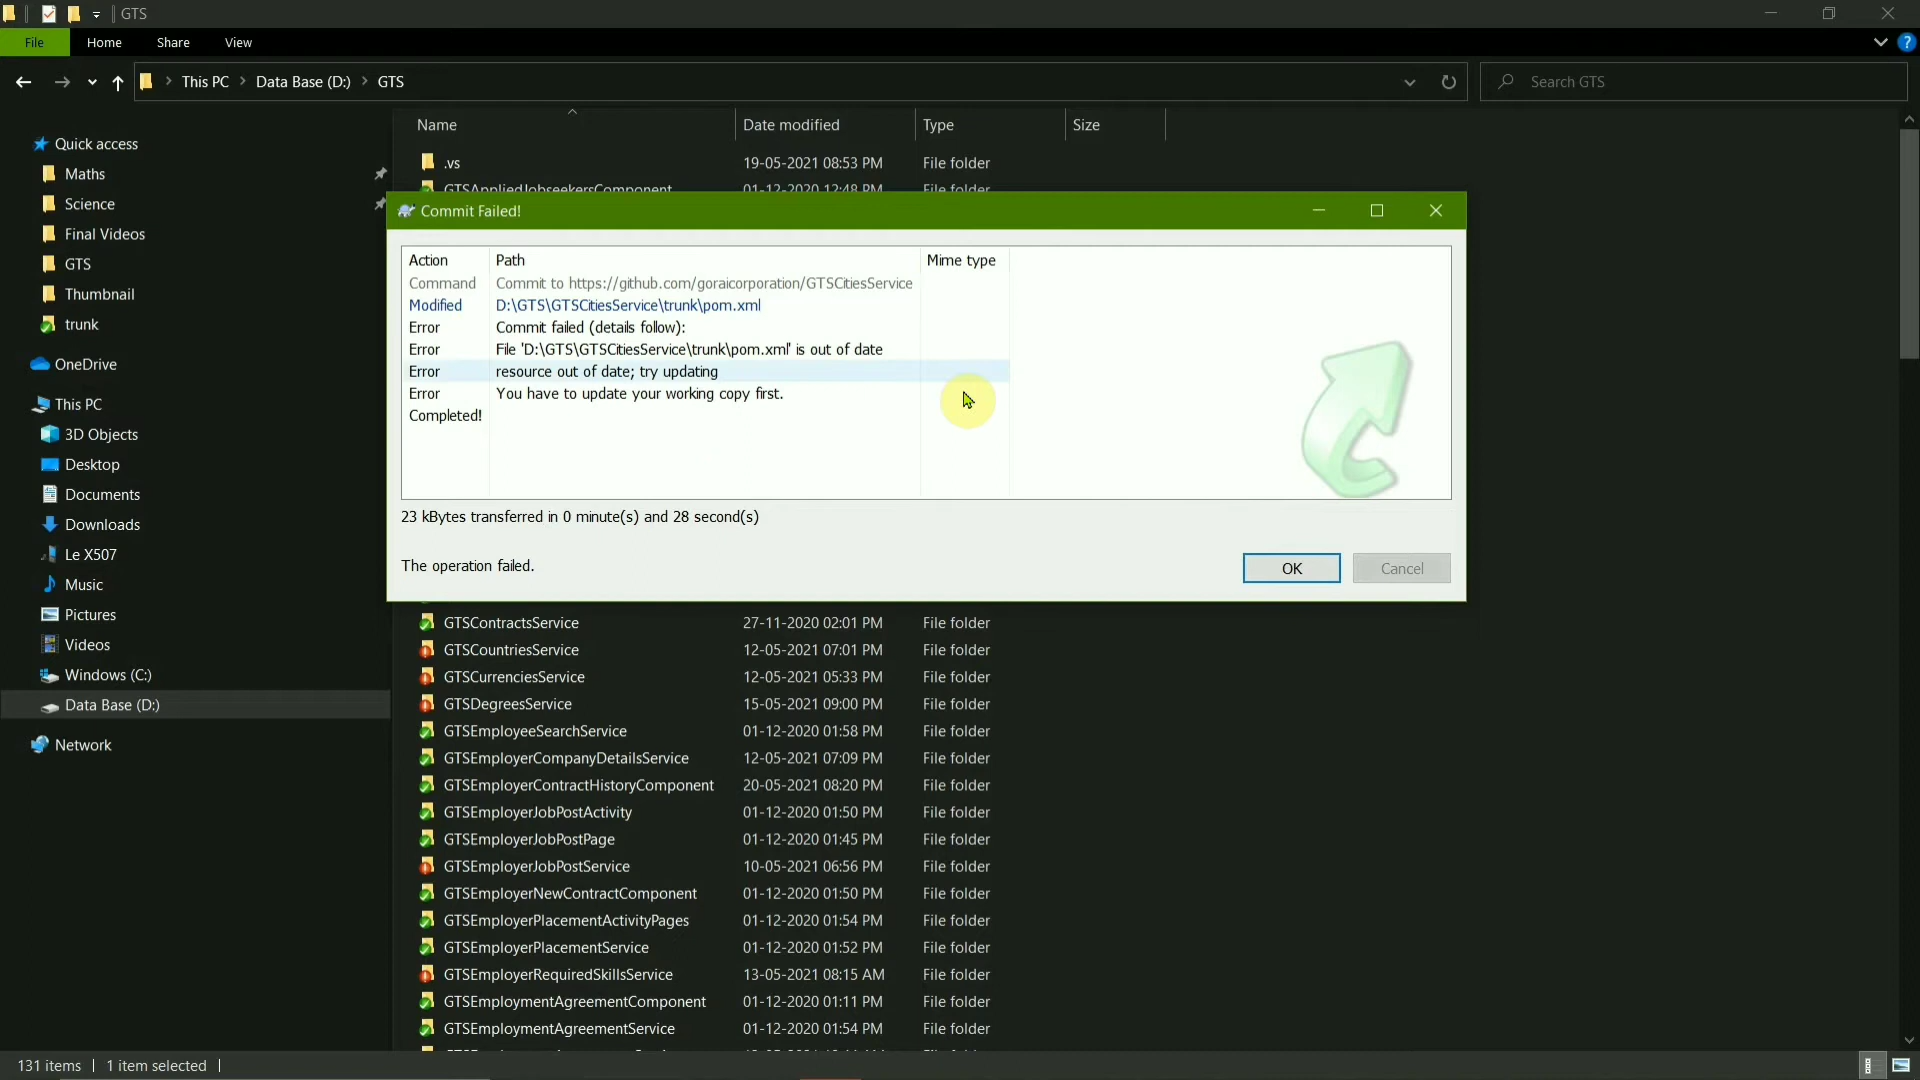 GTS
File Home Share View
This PC > Data Base (D:) > GTS
Search GTS
Name Date modified Type Size
Quick access
Maths
Science
Final Videos
GTS
Thumbnail
trunk
OneDrive
This PC
3D Objects
Desktop
Documents
Downloads
Le X507
Music
Pictures
Videos
Windows (C:)
Data Base (D:)
Network
.vs 19-05-2021 08:53 PM File folder
GTSAppliedJobseekersComponent 01-12-2020 12:48 PM File folder
Commit Failed!
Action Path Mime type
Command Commit to https://github.com/goraicorporation/GTSCitiesService
Modified D:\GTS\GTSCitiesService\trunk\pom.xml
Error Commit failed (details follow):
Error File 'D:\GTS\GTSCitiesService\trunk\pom.xml' is out of date
Error resource out of date; try updating
Error You have to update your working copy first.
Completed!
23 kBytes transferred in 0 minute(s) and 28 second(s)
The operation failed.
OK Cancel
GTSContractsService 27-11-2020 02:01 PM File folder
GTSCountriesService 12-05-2021 07:01 PM File folder
GTSCurrenciesService 12-05-2021 05:33 PM File folder
GTSDegreesService 15-05-2021 09:00 PM File folder
GTSEmployeeSearchService 01-12-2020 01:58 PM File folder
GTSEmployerCompanyDetailsService 12-05-2021 07:09 PM File folder
GTSEmployerContractHistoryComponent 20-05-2021 08:20 PM File folder
GTSEmployerJobPostActivity 01-12-2020 01:50 PM File folder
GTSEmployerJobPostPage 01-12-2020 01:45 PM File folder
GTSEmployerJobPostService 10-05-2021 06:56 PM File folder
GTSEmployerNewContractComponent 01-12-2020 01:50 PM File folder
GTSEmployerPlacementActivityPages 01-12-2020 01:54 PM File folder
GTSEmployerPlacementService 01-12-2020 01:52 PM File folder
GTSEmployerRequiredSkillsService 13-05-2021 08:15 AM File folder
GTSEmploymentAgreementComponent 01-12-2020 01:11 PM File folder
GTSEmploymentAgreementService 01-12-2020 01:54 PM File folder
131 items 1 item selected